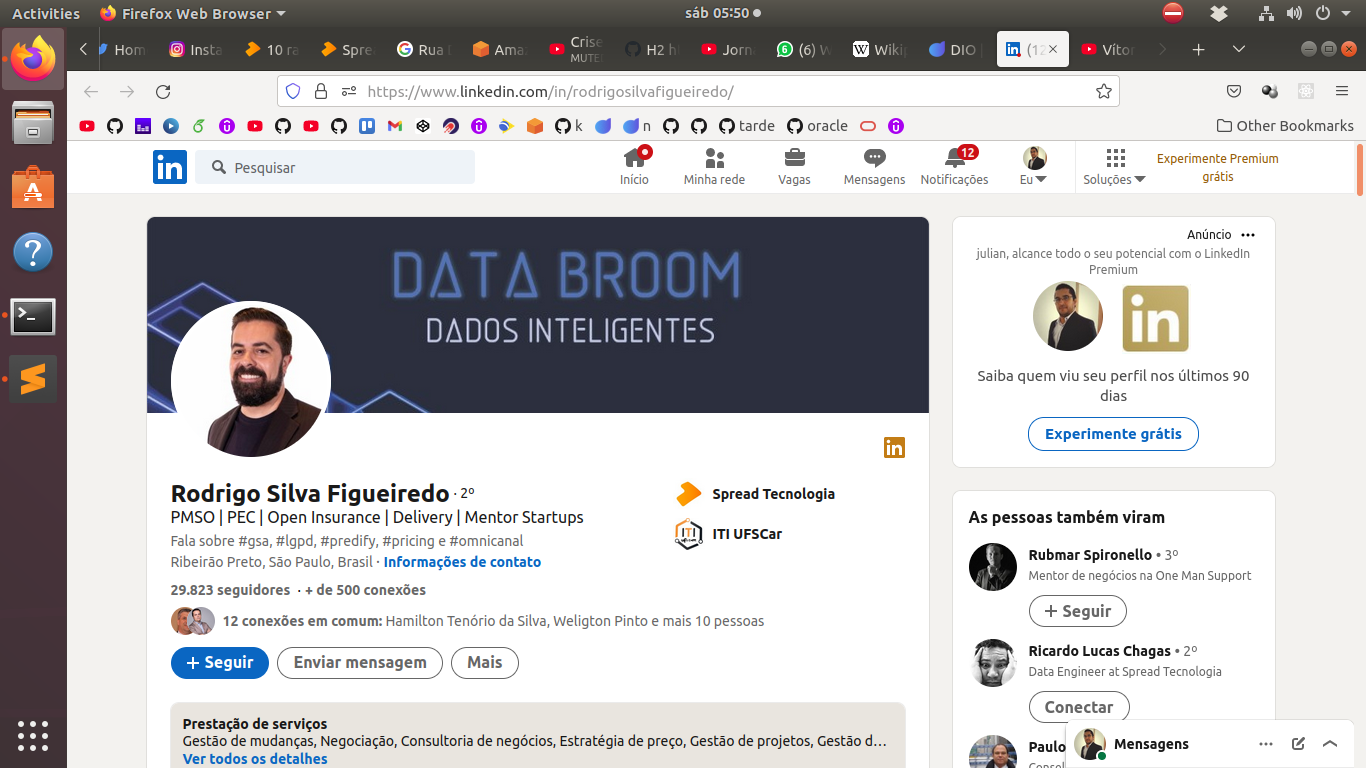 Activities
Firefox Web Browser
sáb 05:50
Hom
Insta
10 ra
Spre
Rua
Ama
Crise
MUTE
H2 h
Jorn
(6) W
Wiki
DIO
(12
Vítor
https://www.linkedin.com/in/rodrigosilvafigueiredo/
k
n
tarde
oracle
Other Bookmarks
in
Pesquisar
Início
Minha rede
Vagas
Mensagens
12
Notificações
Eu
Soluções
Experimente Premium
grátis
DATA BROOM
DADOS INTELIGENTES
in
Rodrigo Silva Figueiredo · 2º
PMSO | PEC | Open Insurance | Delivery | Mentor Startups
Fala sobre #gsa, #lgpd, #predify, #pricing e #omnicanal
Ribeirão Preto, São Paulo, Brasil · Informações de contato
29.823 seguidores · + de 500 conexões
12 conexões em comum: Hamilton Tenório da Silva, Weligton Pinto e mais 10 pessoas
+ Seguir
Enviar mensagem
Mais
Spread Tecnologia
ITI
ITI UFSCar
Prestação de serviços
Gestão de mudanças, Negociação, Consultoria de negócios, Estratégia de preço, Gestão de projetos, Gestão d...
Ver todos os detalhes
Anúncio
julian, alcance todo o seu potencial com o LinkedIn
Premium
in
Saiba quem viu seu perfil nos últimos 90
dias
Experimente grátis
As pessoas também viram
Rubmar Spironello • 3º
Mentor de negócios na One Man Support
+ Seguir
Ricardo Lucas Chagas • 2º
Data Engineer at Spread Tecnologia
Conectar
Paulo
Mensagens